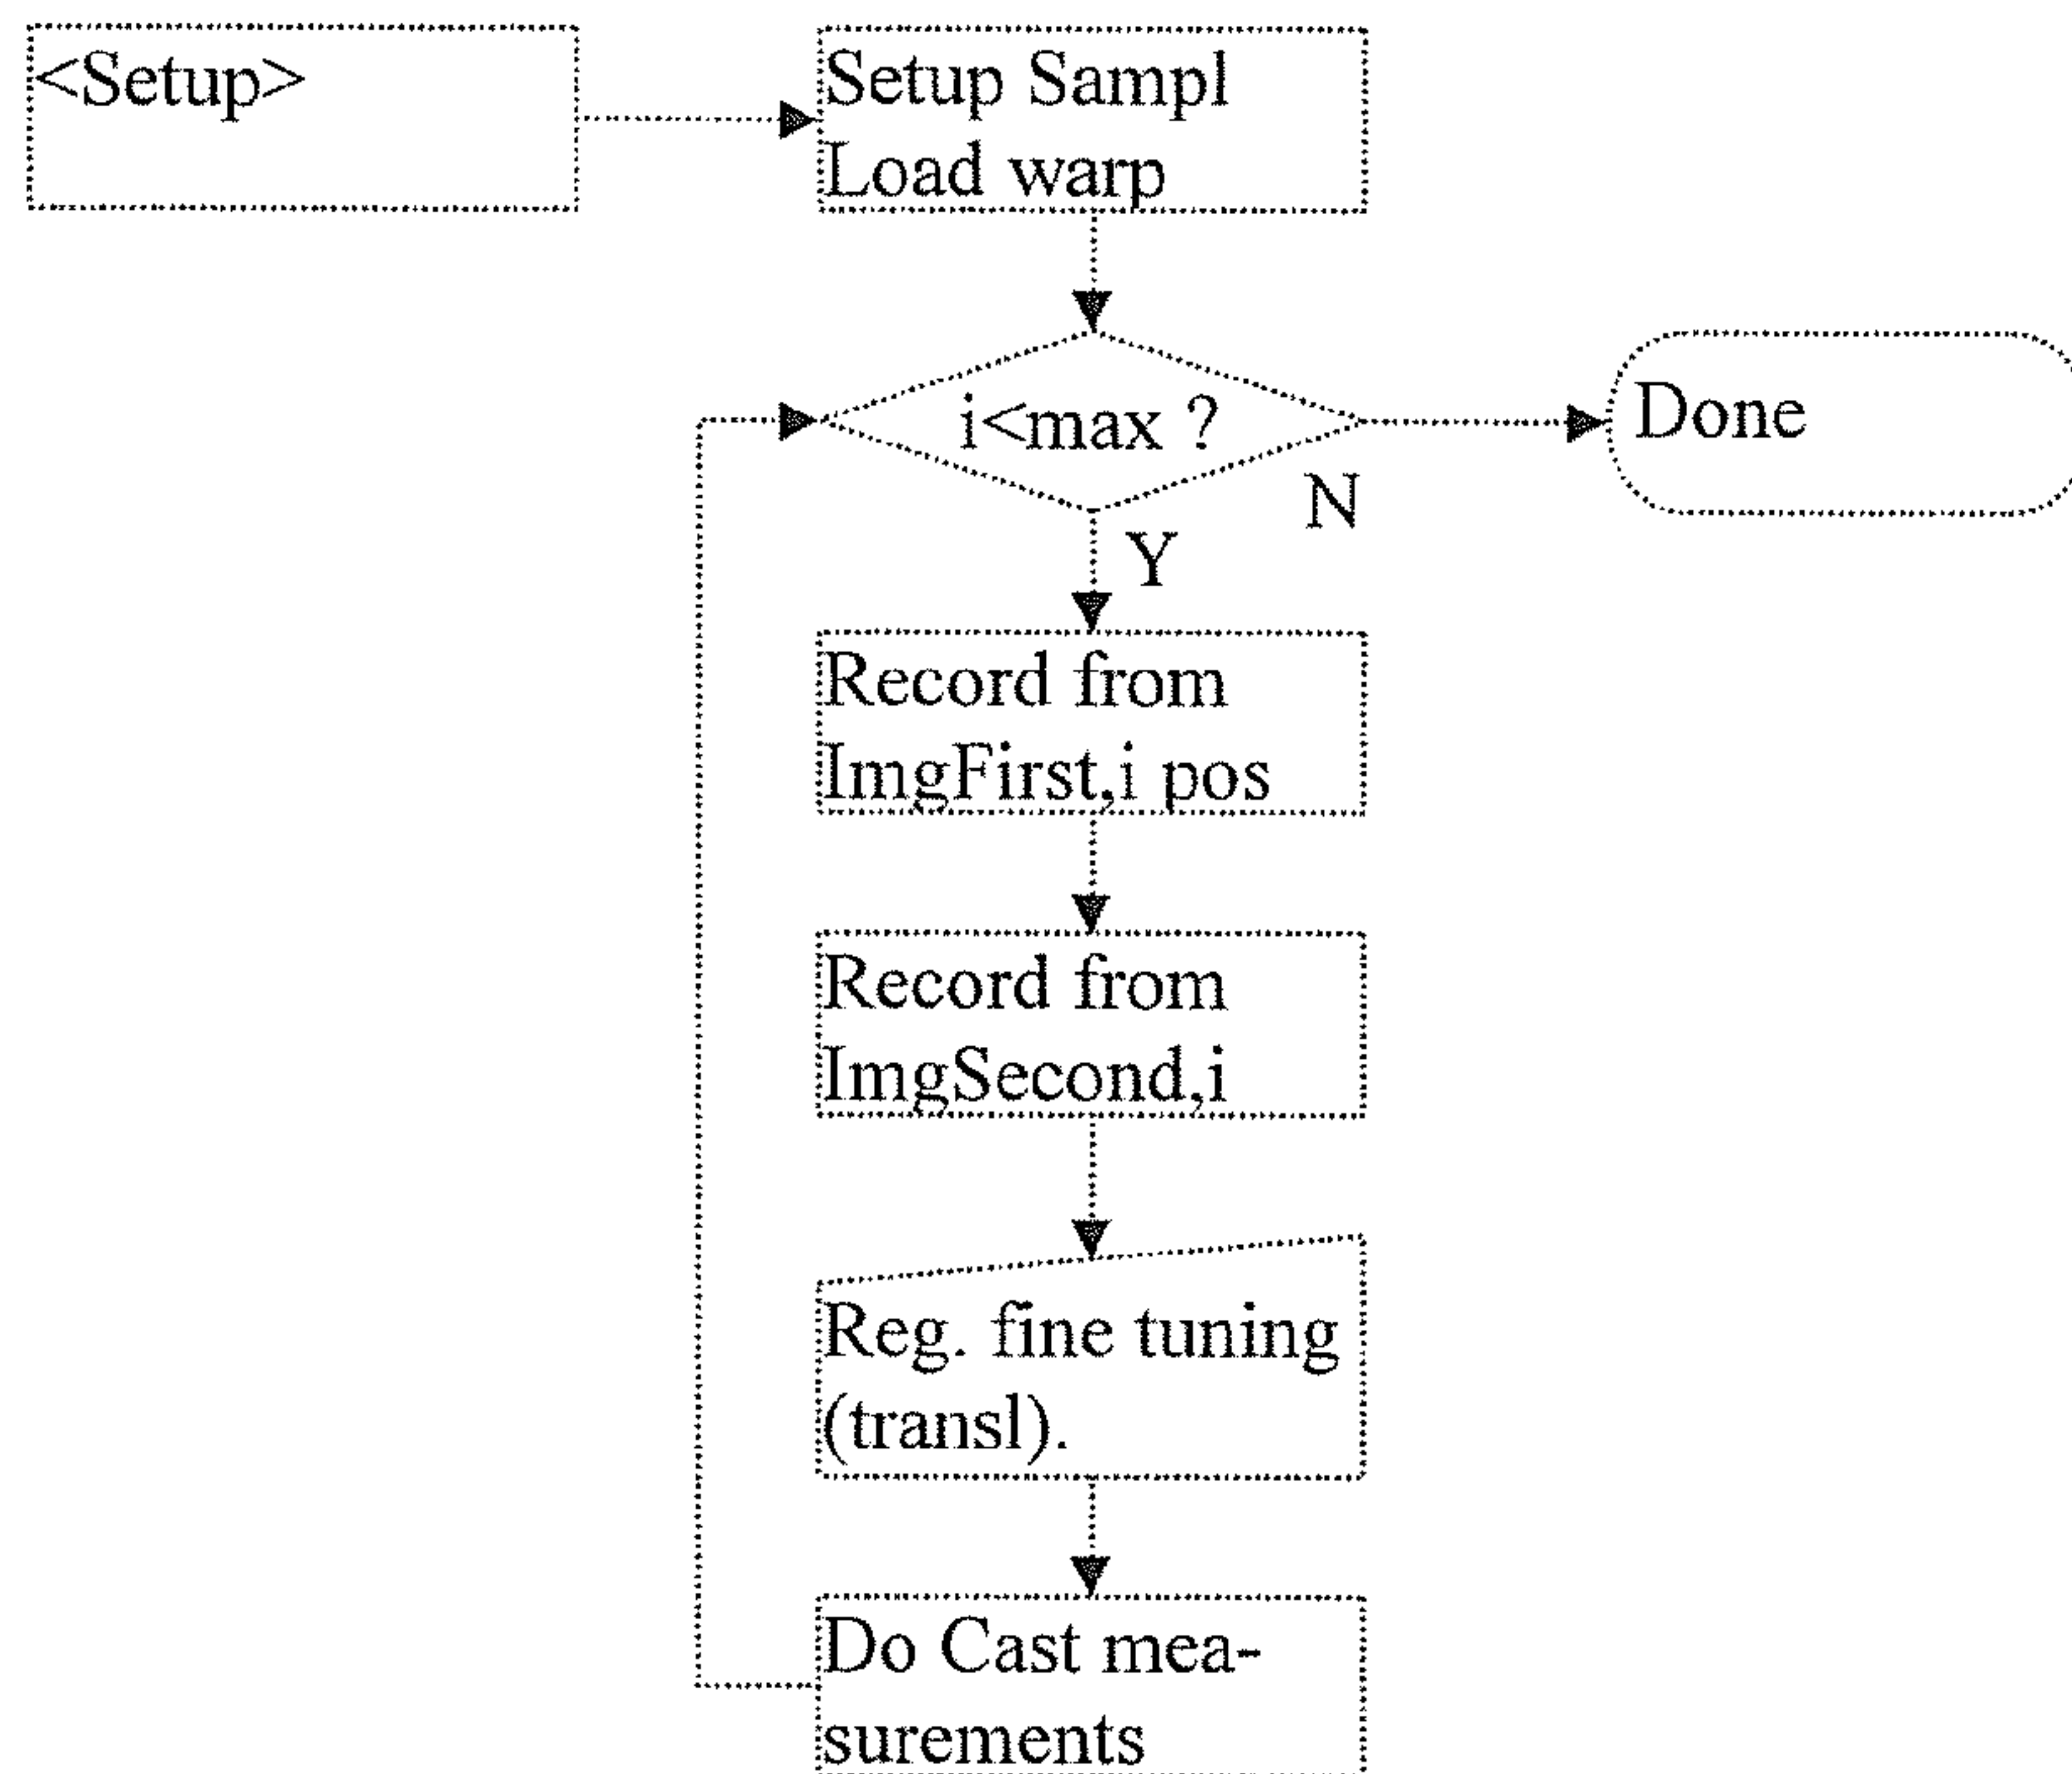 <Setup>
Setup Sampl
Load warp
i<max ?
Done
N
Y
Record from
ImgFirst,i pos
Record from
ImgSecond,i
Reg. fine tuning
(transl).
Do Cast mea-
surements